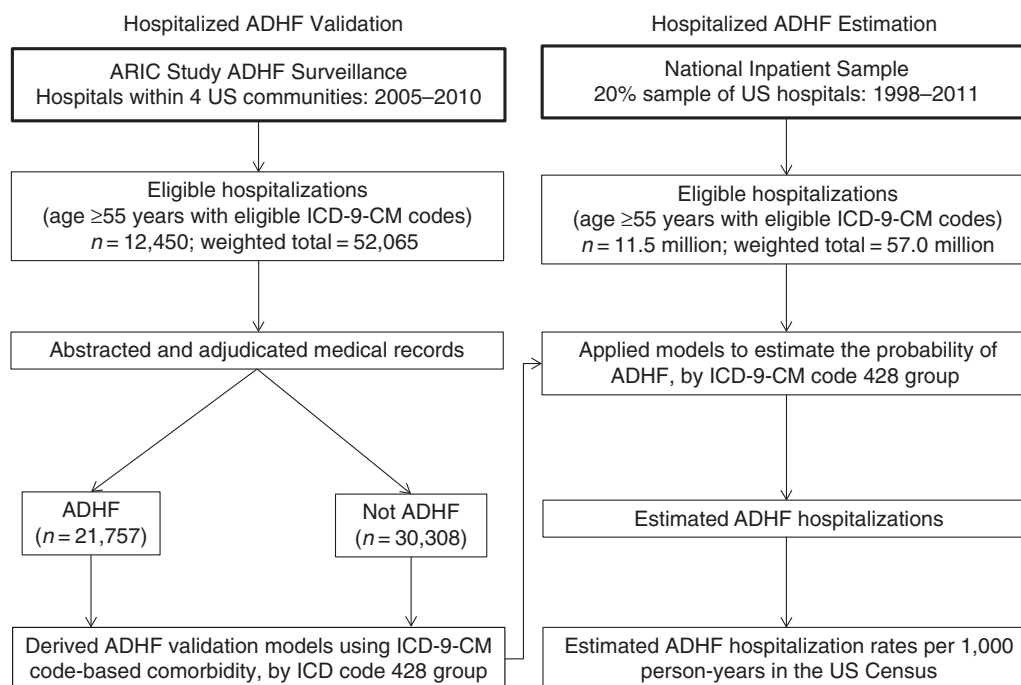 Hospitalized ADHF Validation
ARIC Study ADHF Surveillance
Hospitals within 4 US communities: 2005–2010
Eligible hospitalizations
(age ≥55 years with eligible ICD-9-CM codes)
n = 12,450; weighted total = 52,065
Abstracted and adjudicated medical records
ADHF
(n = 21,757)
Not ADHF
(n = 30,308)
Derived ADHF validation models using ICD-9-CM
code-based comorbidity, by ICD code 428 group
Hospitalized ADHF Estimation
National Inpatient Sample
20% sample of US hospitals: 1998–2011
Eligible hospitalizations
(age ≥55 years with eligible ICD-9-CM codes)
n = 11.5 million; weighted total = 57.0 million
Applied models to estimate the probability of
ADHF, by ICD-9-CM code 428 group
Estimated ADHF hospitalizations
Estimated ADHF hospitalization rates per 1,000
person-years in the US Census